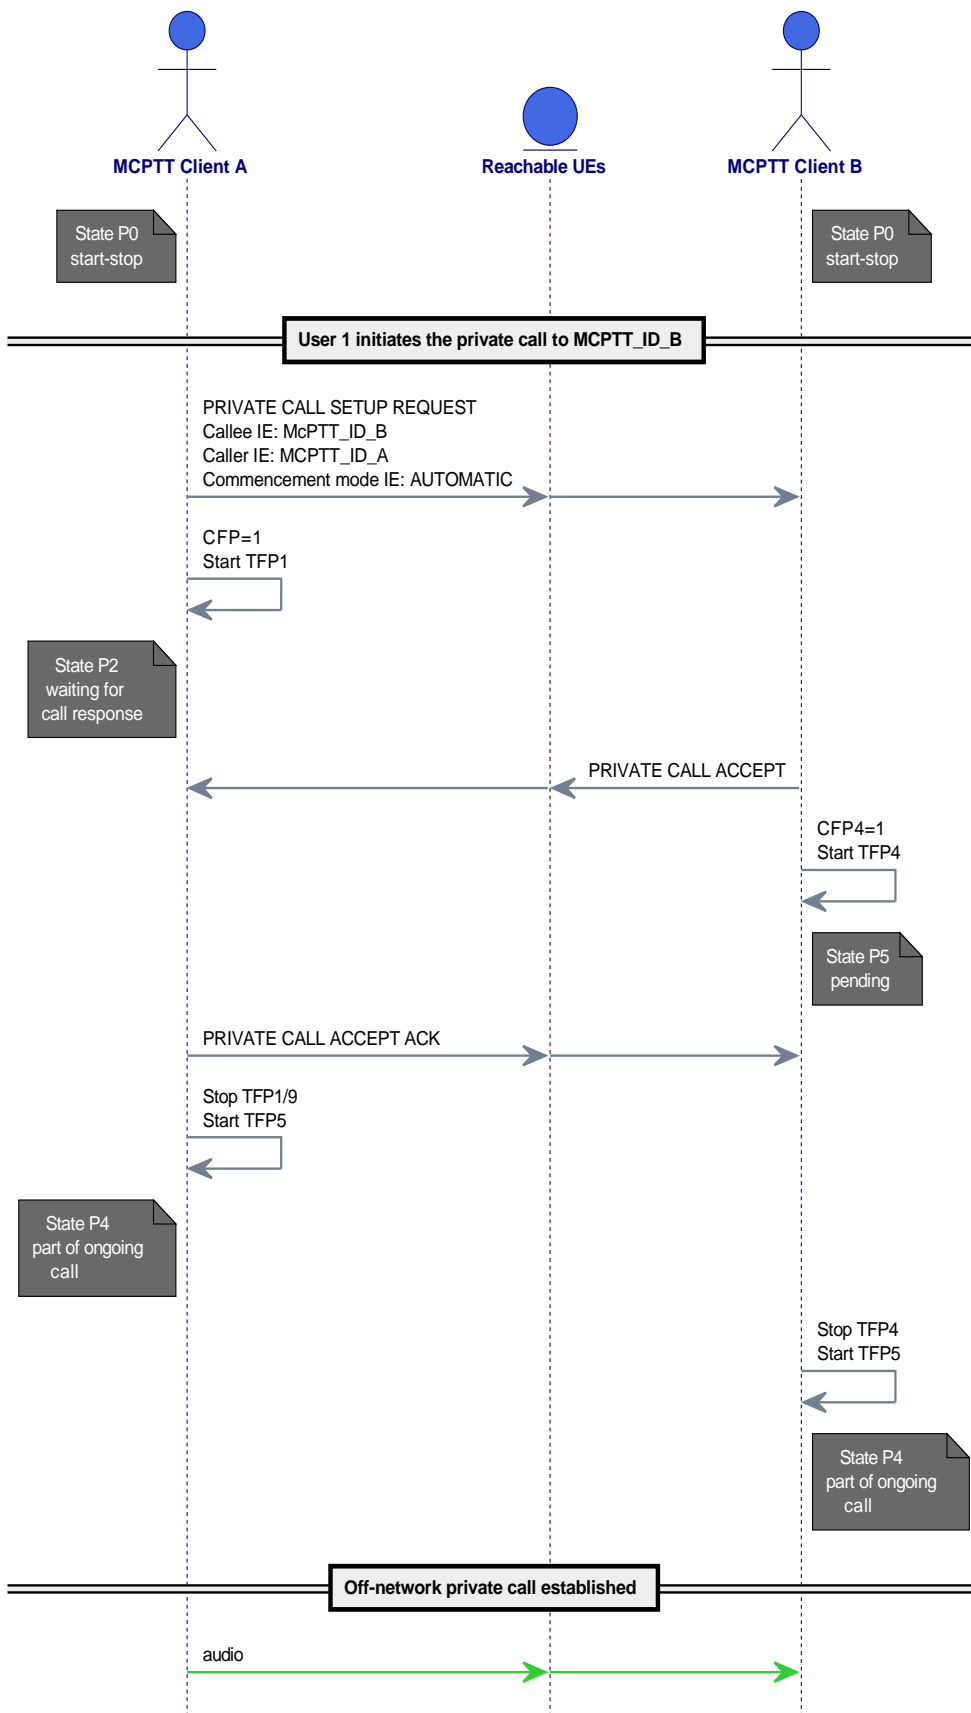 MCPTT Client A
Reachable UEs
MCPTT Client B
State P0
start-stop
State P0
start-stop
User 1 initiates the private call to MCPTT_ID_B
PRIVATE CALL SETUP REQUEST
Callee IE: McPTT_ID_B
Caller IE: MCPTT_ID_A
Commencement mode IE: AUTOMATIC
CFP=1
Start TFP1
State P2
waiting for
call response
PRIVATE CALL ACCEPT
CFP4=1
Start TFP4
State P5
pending
PRIVATE CALL ACCEPT ACK
Stop TFP1/9
Start TFP5
State P4
part of ongoing
call
Stop TFP4
Start TFP5
State P4
part of ongoing
call
Off-network private call established
audio